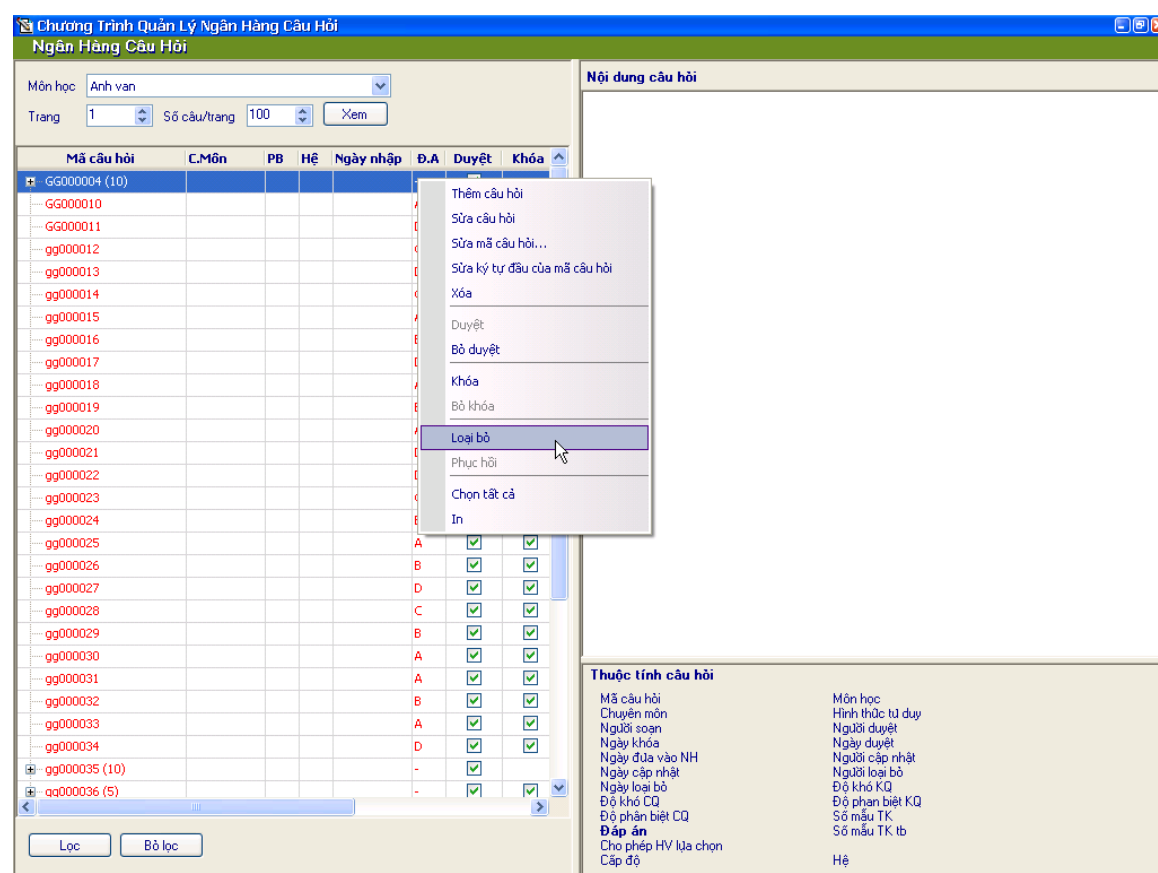 Chương Trình Quản Lý Ngân Hàng Câu Hỏi
Ngân Hàng Câu Hỏi
Môn học Anh van
Trang 1 Số câu/trang 100 Xem
Mã câu hỏi C.Môn PB Hệ Ngày nhập Đ.A Duyệt Khóa
GG000004 (10)
GG000010
GG000011
gg000012
gg000013
gg000014
gg000015
gg000016
gg000017
gg000018
gg000019
gg000020
gg000021
gg000022
gg000023
gg000024
gg000025 A
gg000026 B
gg000027 D
gg000028 C
gg000029 B
gg000030 A
gg000031 A
gg000032 B
gg000033 A
gg000034 D
gg000035 (10) -
gg000036 (5) -
Lọc Bỏ lọc
Thêm câu hỏi
Sửa câu hỏi
Sửa mã câu hỏi...
Sửa ký tự đầu của mã câu hỏi
Xóa
Duyệt
Bỏ duyệt
Khóa
Bỏ khóa
Loại bỏ
Phục hồi
Chọn tất cả
In
Nội dung câu hỏi
Thuộc tính câu hỏi
Mã câu hỏi Môn học
Chuyên môn Hình thức tư duy
Người soạn Người duyệt
Ngày khóa Ngày duyệt
Ngày đưa vào NH Người cập nhật
Ngày cập nhật Người loại bỏ
Ngày loại bỏ Độ khó KQ
Độ khó CQ Độ phan biệt KQ
Độ phân biệt CQ Số mẫu TK
Đáp án Số mẫu TK tb
Cho phép HV lựa chọn
Cấp độ Hệ